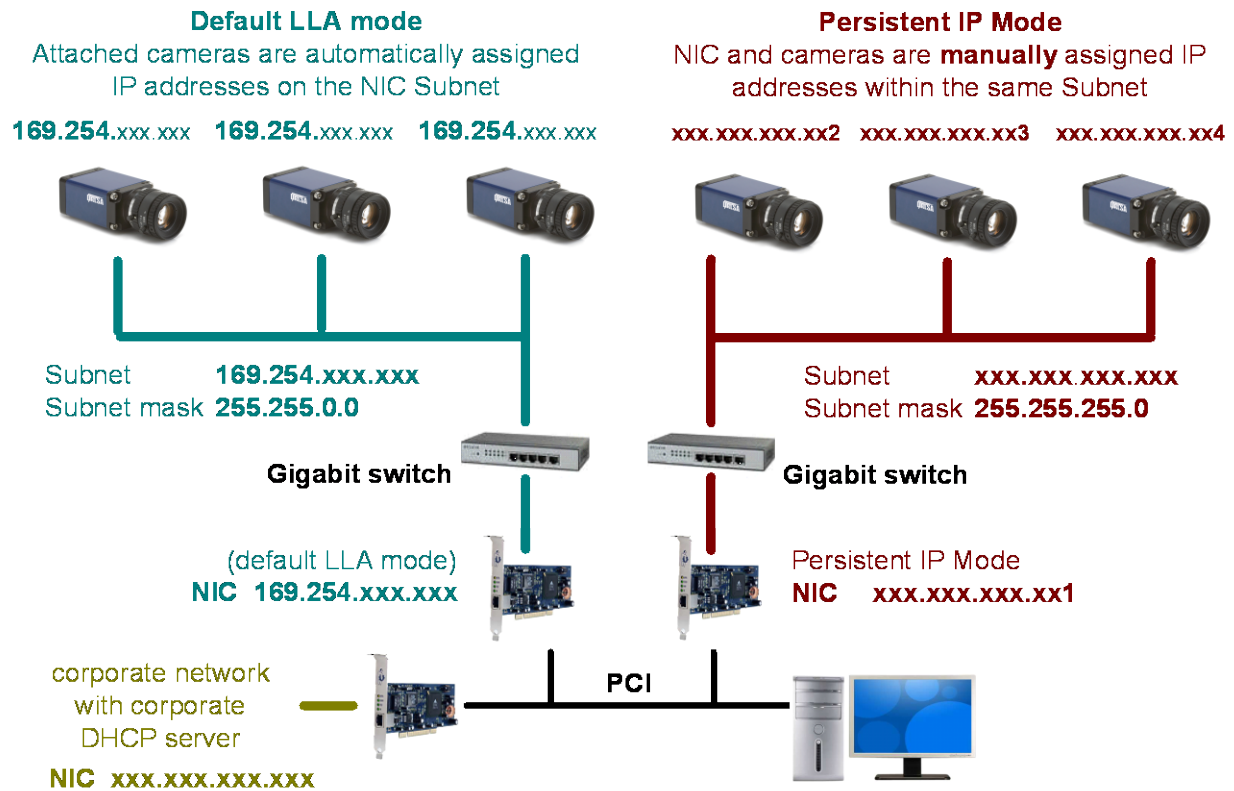 Default LLA mode
Attached cameras are automatically assigned
IP addresses on the NIC Subnet
169.254.xxx.xxx 169.254.xxx.xxx 169.254.xxx.xxx
Subnet 169.254.xxx.xxx
Subnet mask 255.255.0.0
Gigabit switch
(default LLA mode)
NIC 169.254.xxx.xxx
Persistent IP Mode
NIC and cameras are manually assigned IP
addresses within the same Subnet
xxx.xxx.xxx.xx2 xxx.xxx.xxx.xx3 xxx.xxx.xxx.xx4
Subnet xxx.xxx.xxx.xxx
Subnet mask 255.255.255.0
Gigabit switch
Persistent IP Mode
NIC xxx.xxx.xxx.xx1
PCI
corporate network
with corporate
DHCP server
NIC xxx.xxx.xxx.xxx